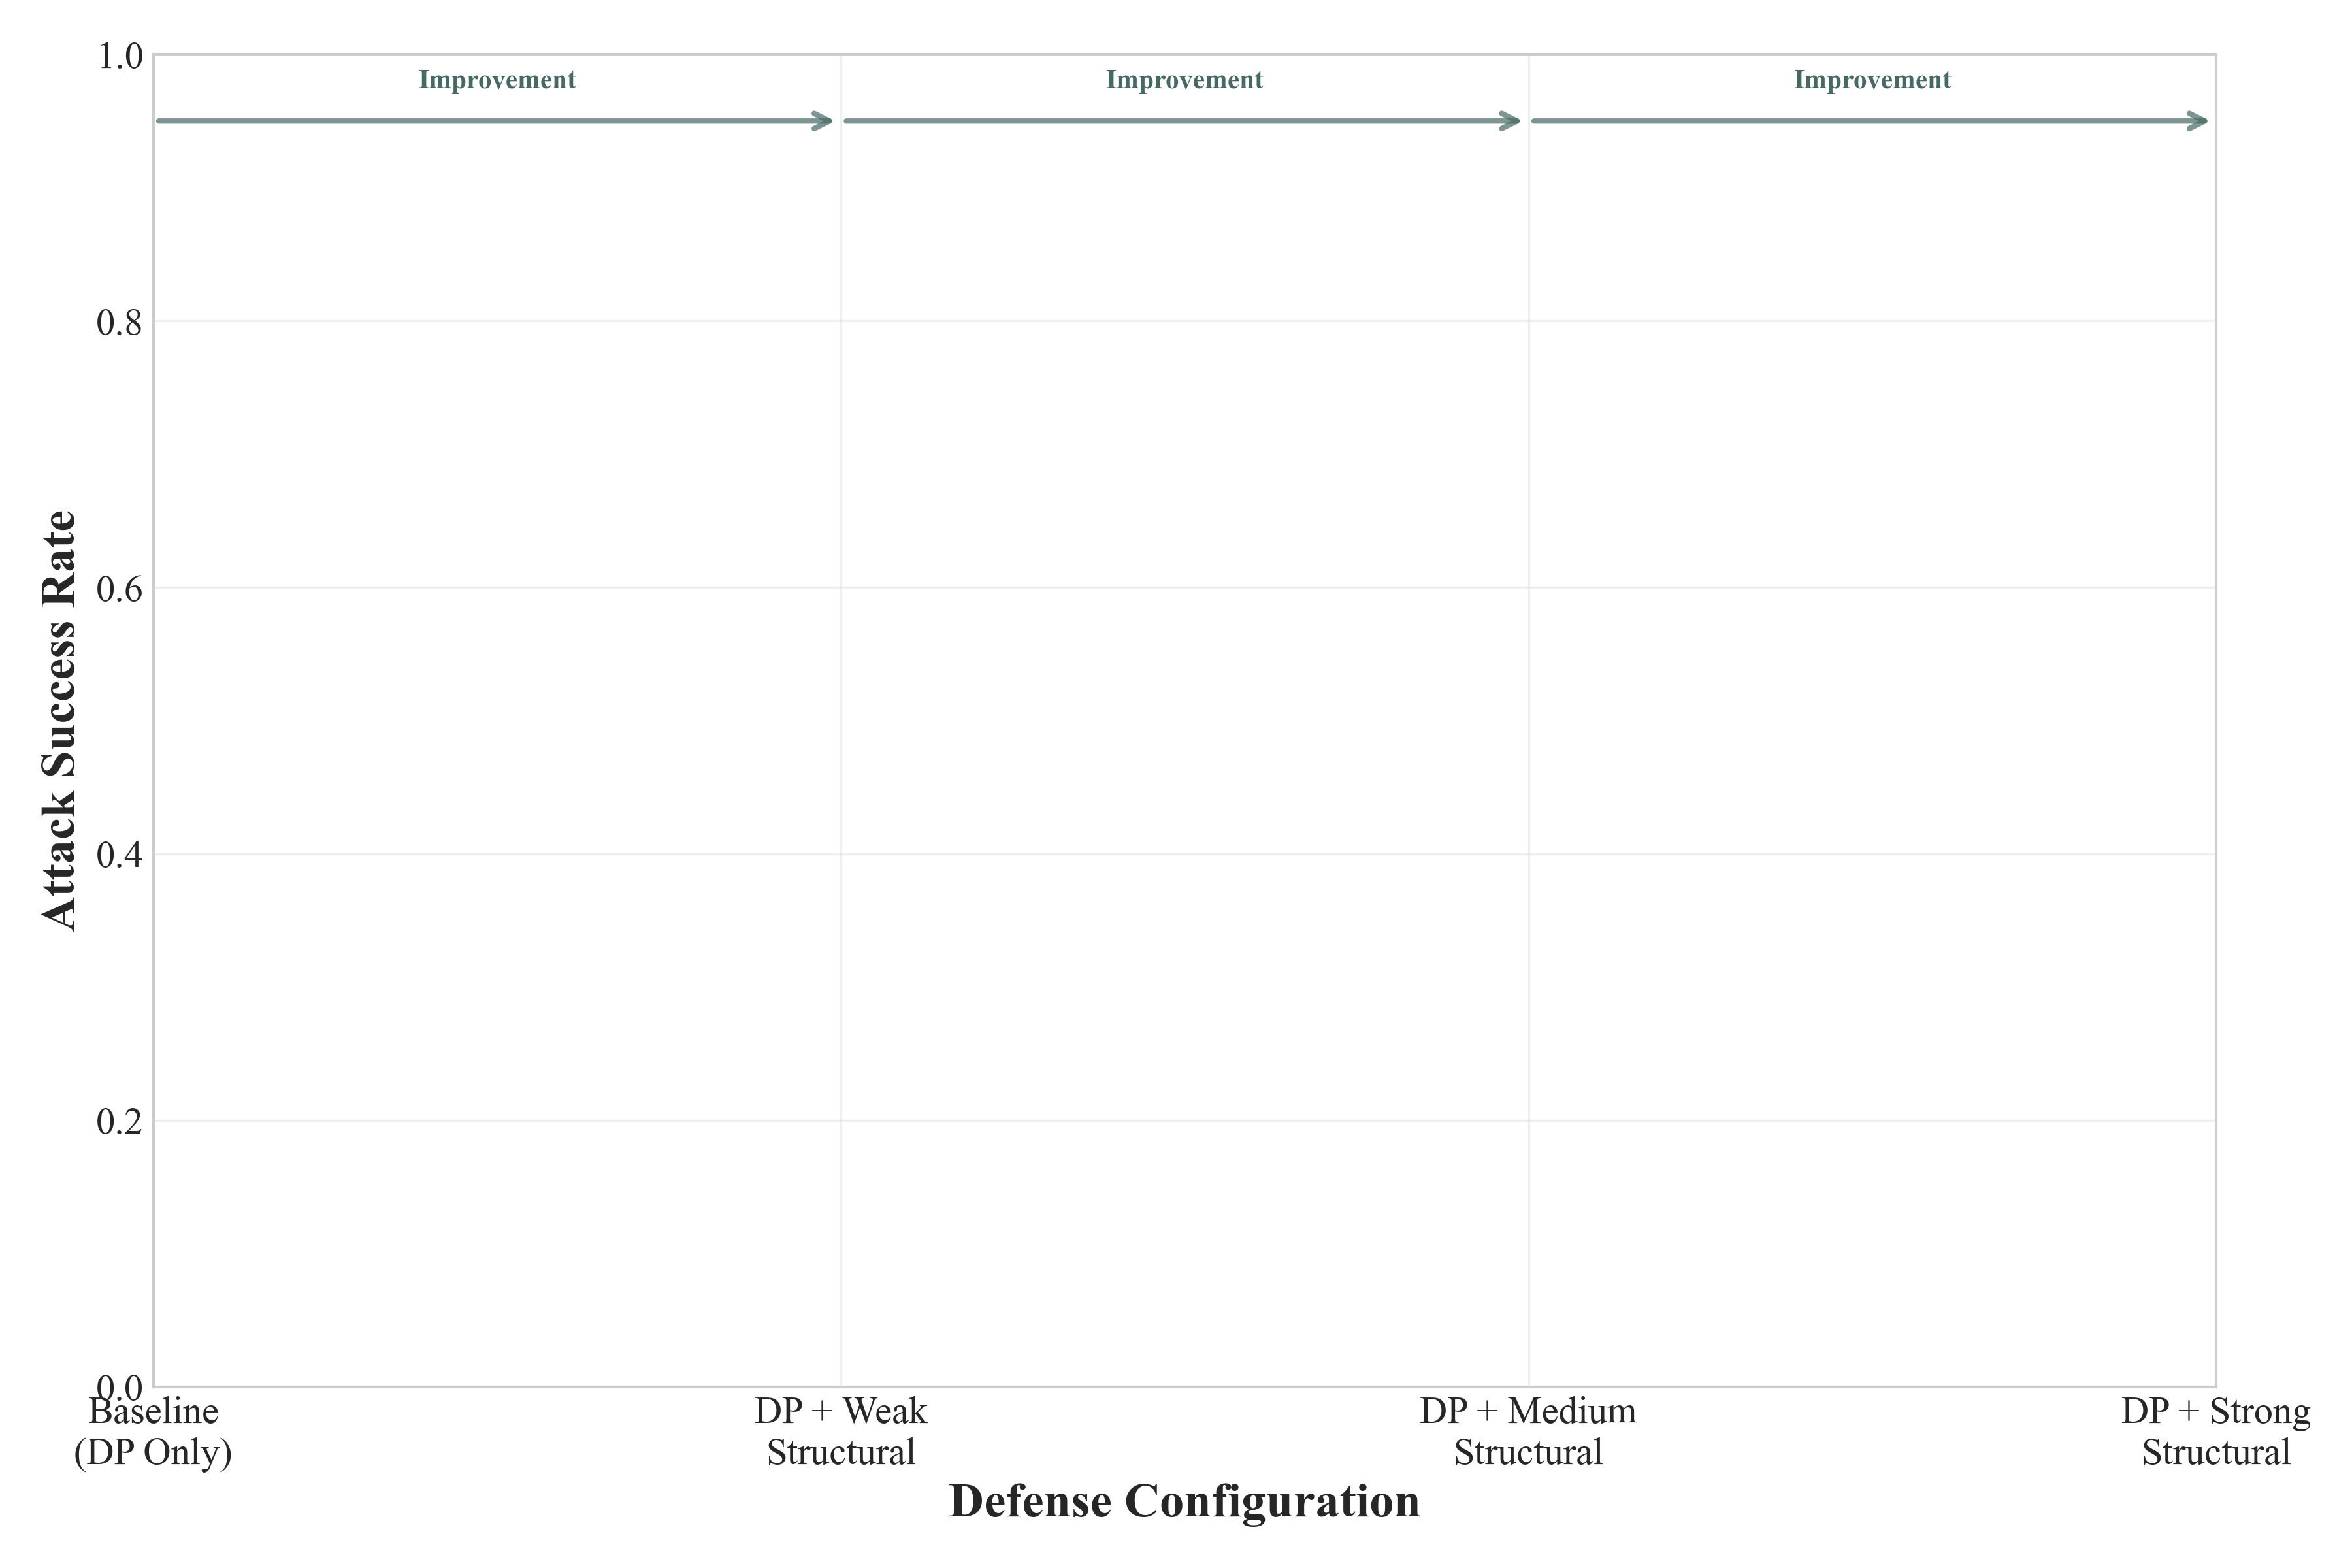 1.0
Improvement
Improvement
Improvement
0.8
0.6
0.4
0.2
0.0
Attack Success Rate
Baseline
(DP Only)
DP + Weak
Structural
DP + Medium
Structural
DP + Strong
Structural
Defense Configuration